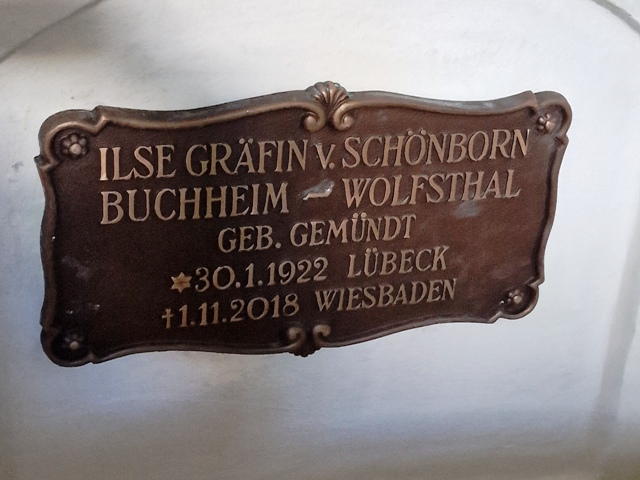 ILSE GRÄFIN V. SCHÖNBORN
BUCHHEIM - WOLFSTHAL
GEB. GEMÜNDT
*30.1.1922 LÜBECK
†1.11.2018 WIESBADEN